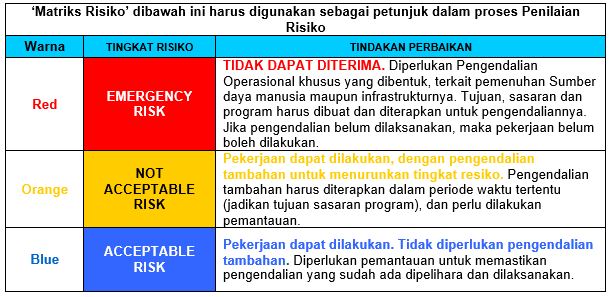 'Matriks Risiko' dibawah ini harus digunakan sebagai petunjuk dalam proses Penilaian
Risiko
Warna
TINGKAT RISIKO
TINDAKAN PERBAIKAN
Red
EMERGENCY
RISK
TIDAK DAPAT DITERIMA. Diperlukan Pengendalian
Operasional khusus yang dibentuk, terkait pemenuhan Sumber
daya manusia maupun infrastrukturnya. Tujuan, sasaran dan
program harus dibuat dan diterapkan untuk pengendaliannya.
Jika pengendalian belum dilaksanakan, maka pekerjaan belum
boleh dilakukan.
Orange
NOT
ACCEPTABLE
RISK
Pekerjaan dapat dilakukan, dengan pengendalian
tambahan untuk menurunkan tingkat resiko. Pengendalian
tambahan harus diterapkan dalam periode waktu tertentu
(jadikan tujuan sasaran program), dan perlu dilakukan
pemantauan.
Blue
ACCEPTABLE
RISK
Pekerjaan dapat dilakukan. Tidak diperlukan pengendalian
tambahan. Diperlukan pemantauan untuk memastikan
pengendalian yang sudah ada dipelihara dan dilaksanakan.